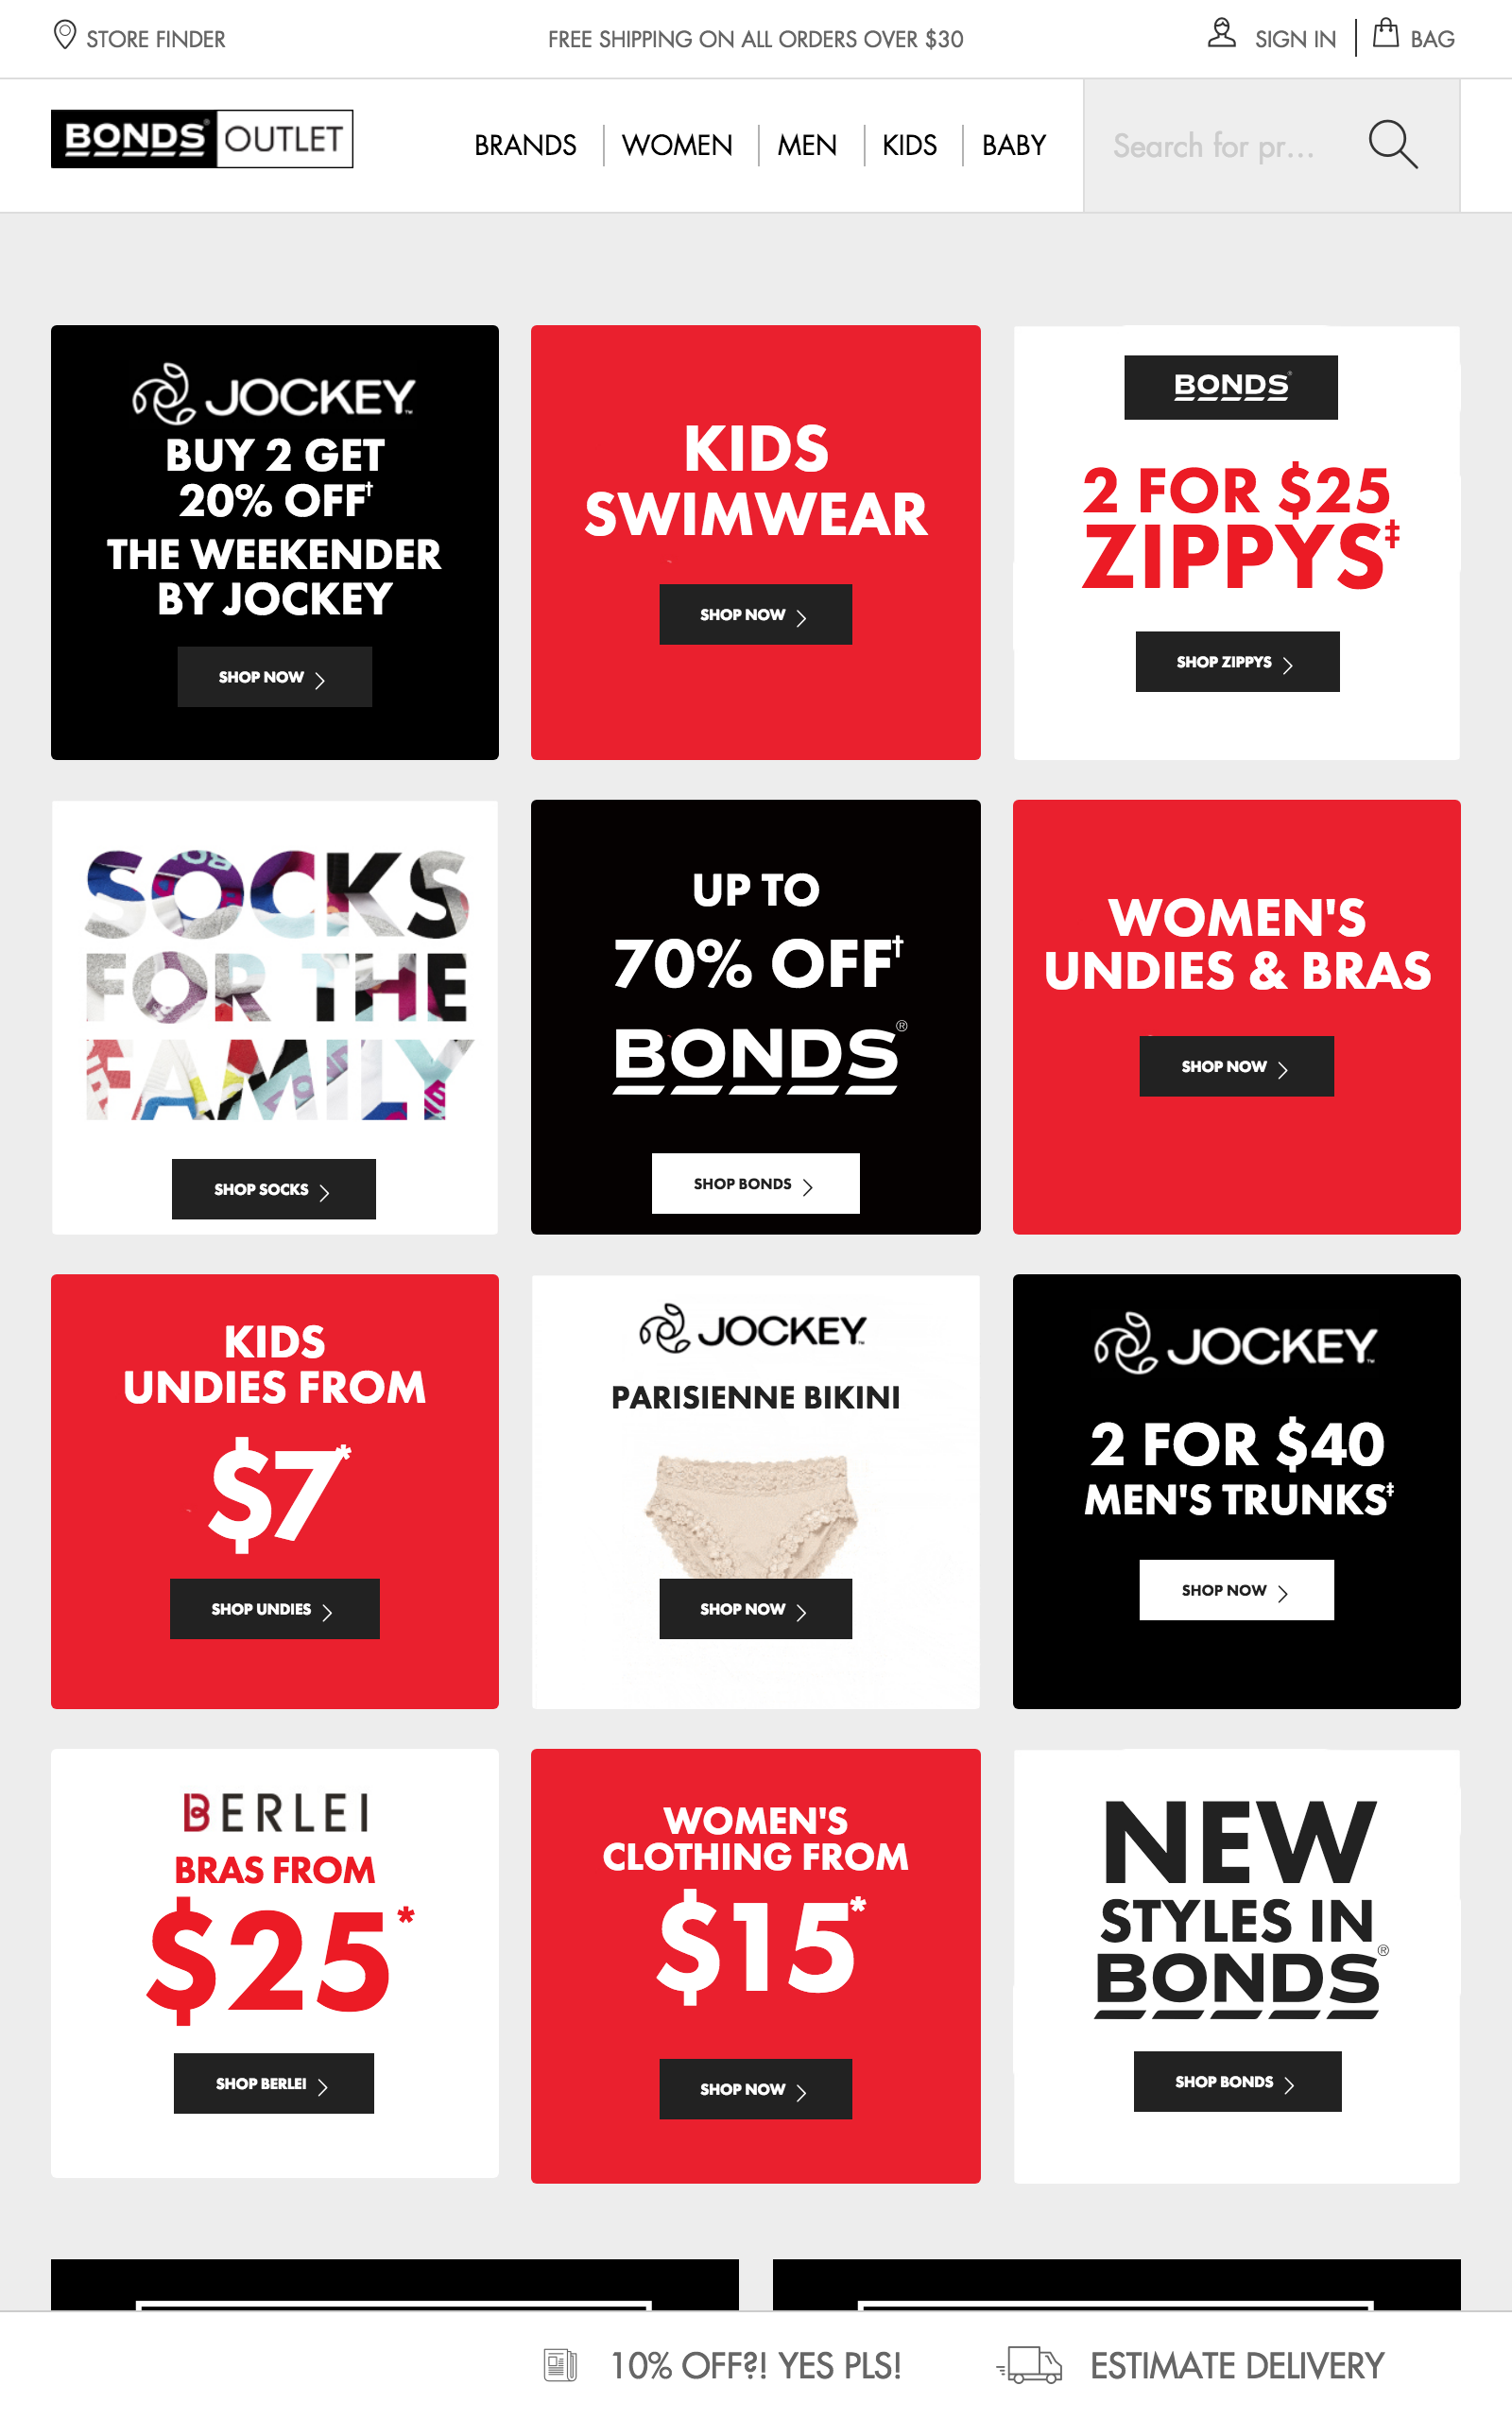 STORE FINDER
FREE SHIPPING ON ALL ORDERS OVER $30
SIGN IN
BAG
BONDS® OUTLET
BRANDS
WOMEN
MEN
KIDS
BABY
Search for pr...
JOCKEY™
BUY 2 GET
20% OFF†
THE WEEKENDER
BY JOCKEY
SHOP NOW
KIDS
SWIMWEAR
SHOP NOW
BONDS®
2 FOR $25
ZIPPYS‡
SHOP ZIPPYS
SOCKS
FOR THE
FAMILY
SHOP SOCKS
UP TO
70% OFF†
BONDS®
SHOP BONDS
WOMEN'S
UNDIES & BRAS
SHOP NOW
KIDS
UNDIES FROM
$7*
SHOP UNDIES
JOCKEY™
PARISIENNE BIKINI
SHOP NOW
JOCKEY™
2 FOR $40
MEN'S TRUNKS‡
SHOP NOW
BERLEI
BRAS FROM
$25*
SHOP BERLEI
WOMEN'S
CLOTHING FROM
$15*
SHOP NOW
NEW
STYLES IN
BONDS®
SHOP BONDS
10% OFF?! YES PLS!
ESTIMATE DELIVERY